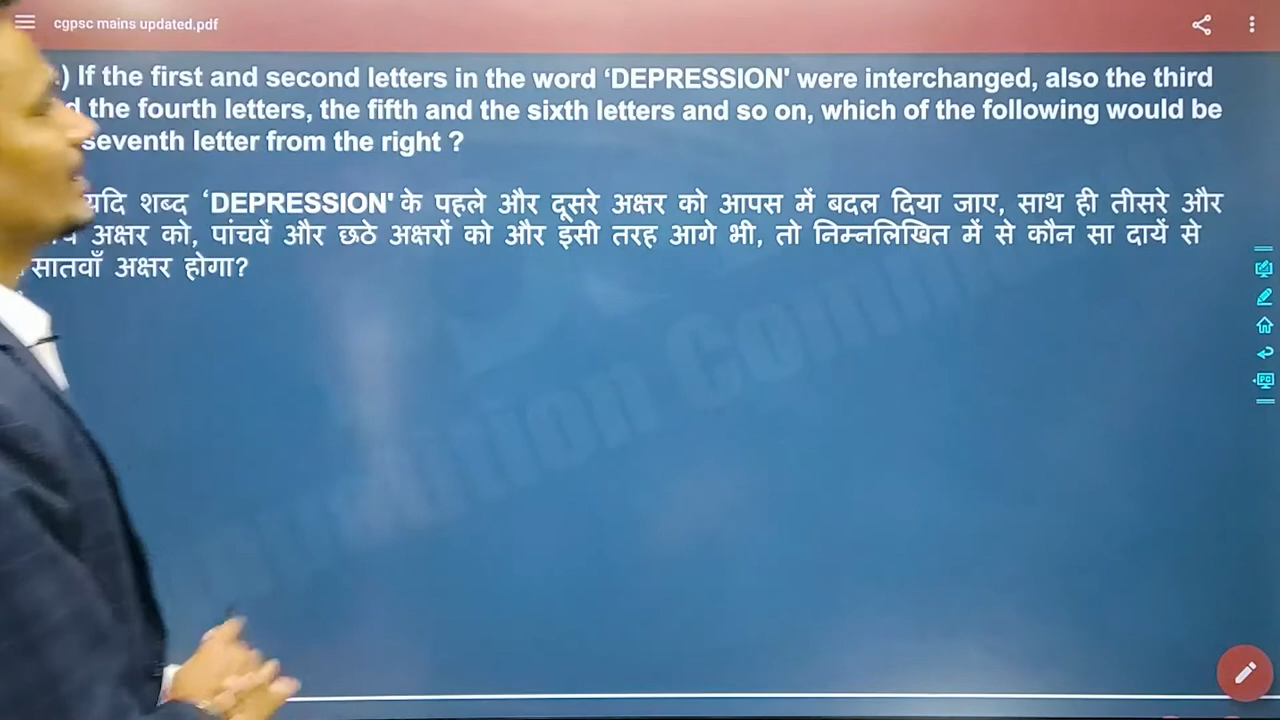 cgpsc mains updated.pdf
.) If the first and second letters in the word ‘DEPRESSION' were interchanged, also the third
the fourth letters, the fifth and the sixth letters and so on, which of the following would be
seventh letter from the right ?
यदि शब्द ‘DEPRESSION' के पहले और दूसरे अक्षर को आपस में बदल दिया जाए, साथ ही तीसरे और
अक्षर को, पांचवें और छठे अक्षरों को और इसी तरह आगे भी, तो निम्नलिखित में से कौन सा दायें से
सातवाँ अक्षर होगा?